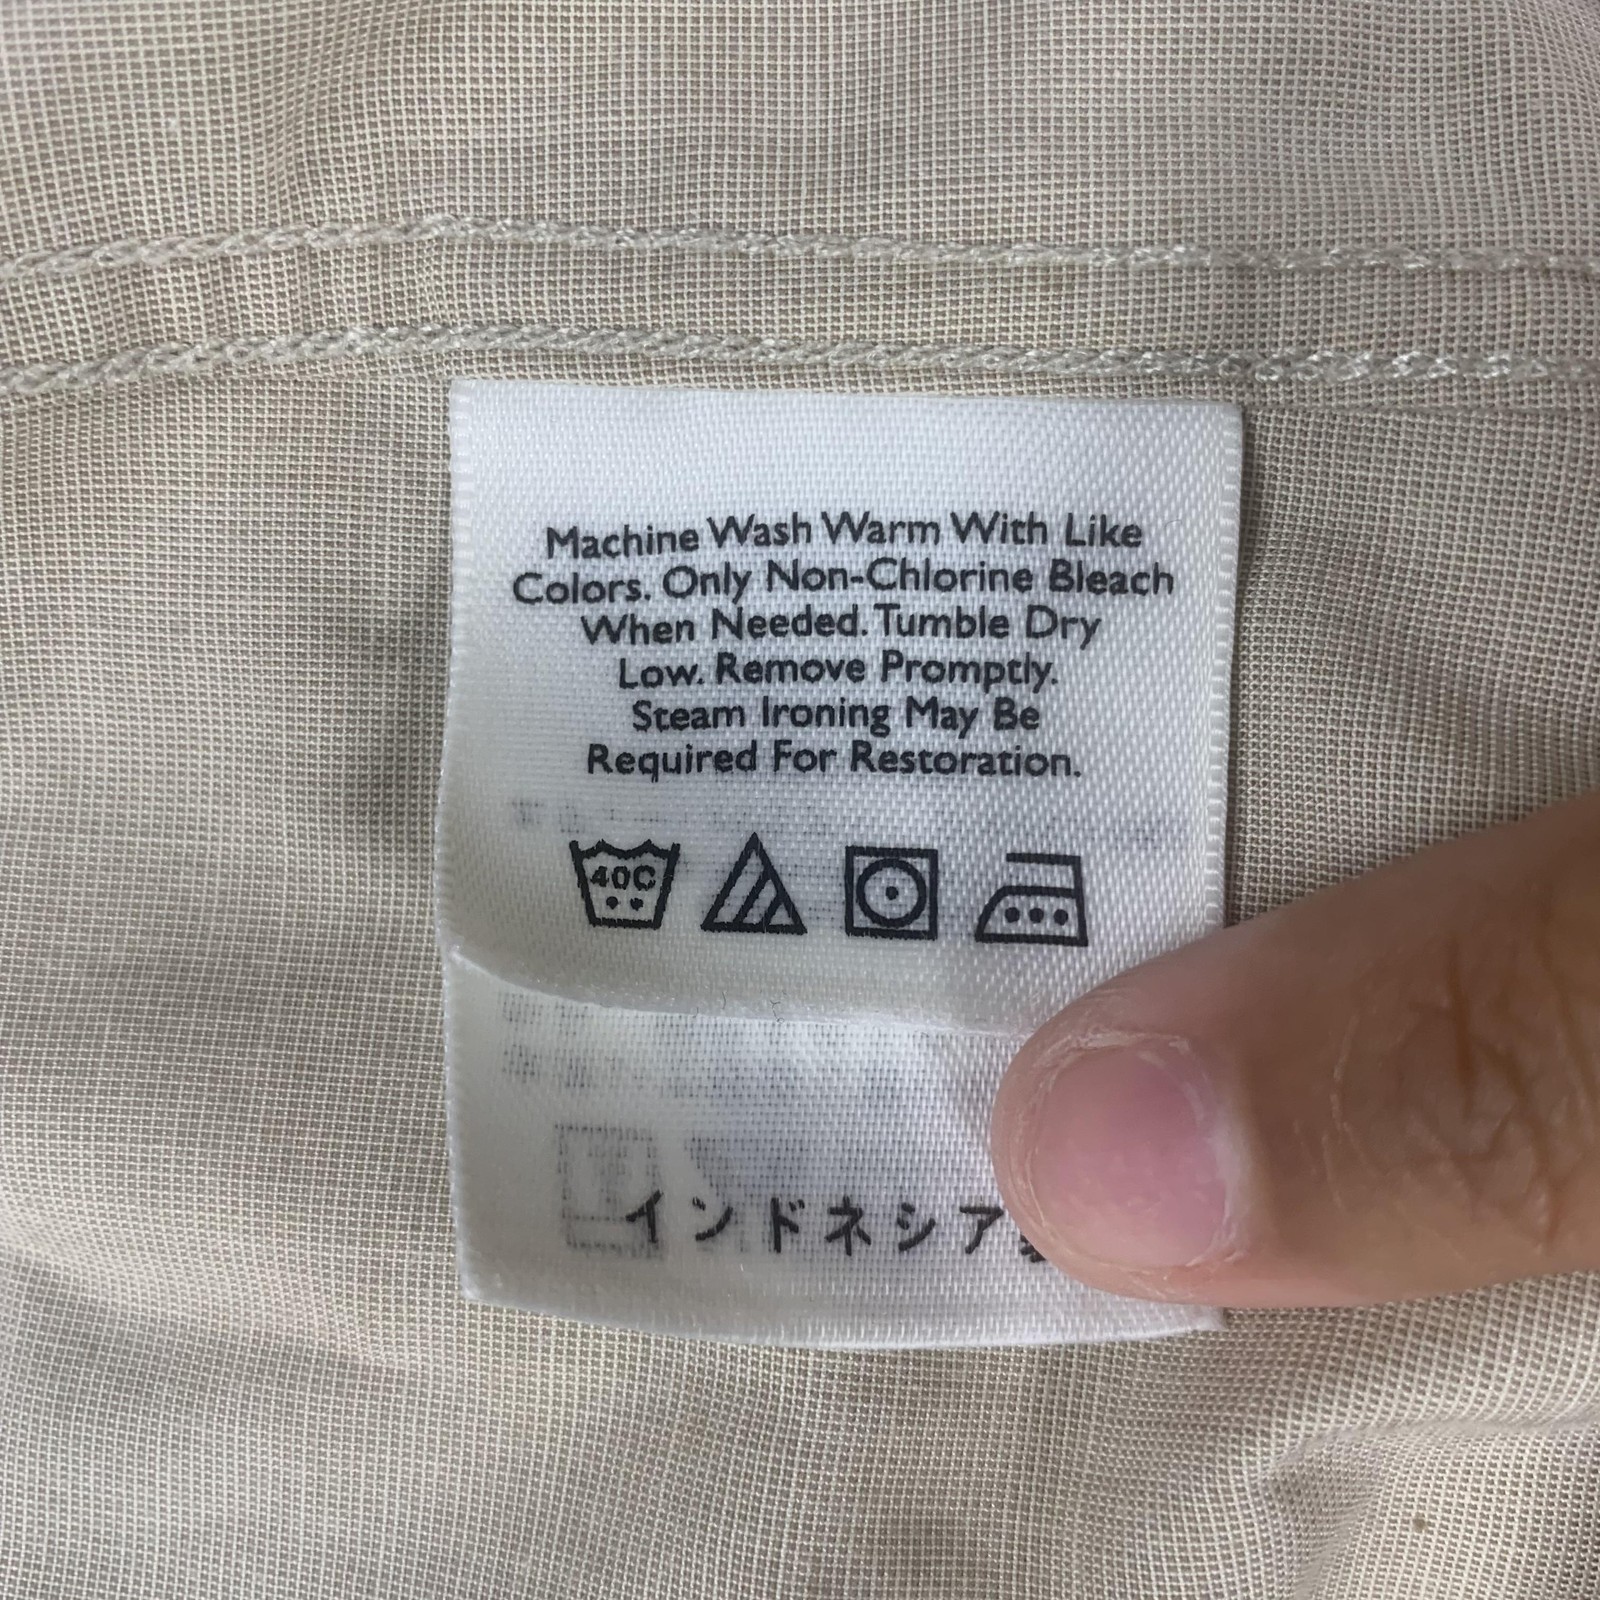 Machine Wash Warm With Like
Colors. Only Non-Chlorine Bleach
When Needed. Tumble Dry
Low. Remove Promptly.
Steam Ironing May Be
Required For Restoration.
40C
インドネシア